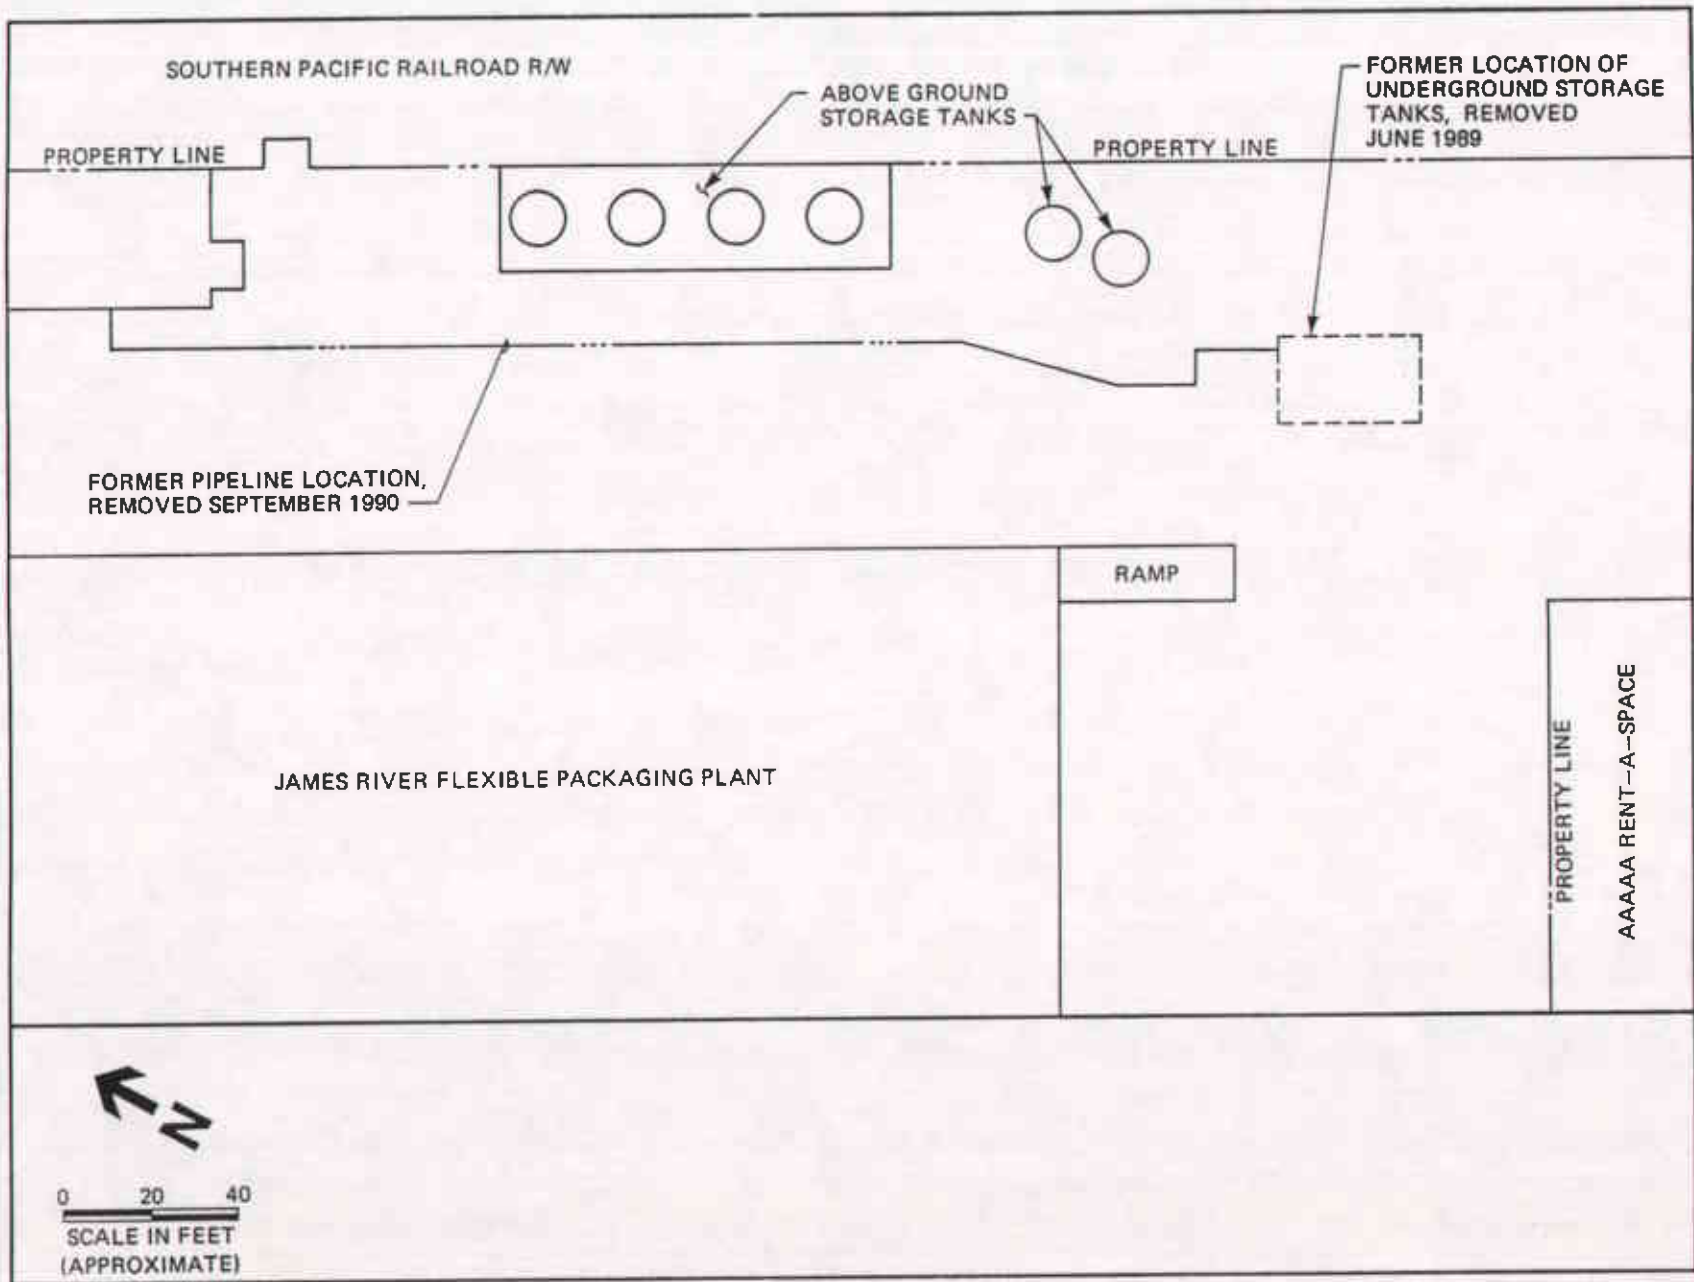 SOUTHERN PACIFIC RAILROAD R/W
ABOVE GROUND
STORAGE TANKS
FORMER LOCATION OF
UNDERGROUND STORAGE
TANKS, REMOVED
JUNE 1989
PROPERTY LINE
PROPERTY LINE
FORMER PIPELINE LOCATION,
REMOVED SEPTEMBER 1990
RAMP
JAMES RIVER FLEXIBLE PACKAGING PLANT
PROPERTY LINE
AAAAA RENT-A-SPACE
N
0 20 40
SCALE IN FEET
(APPROXIMATE)